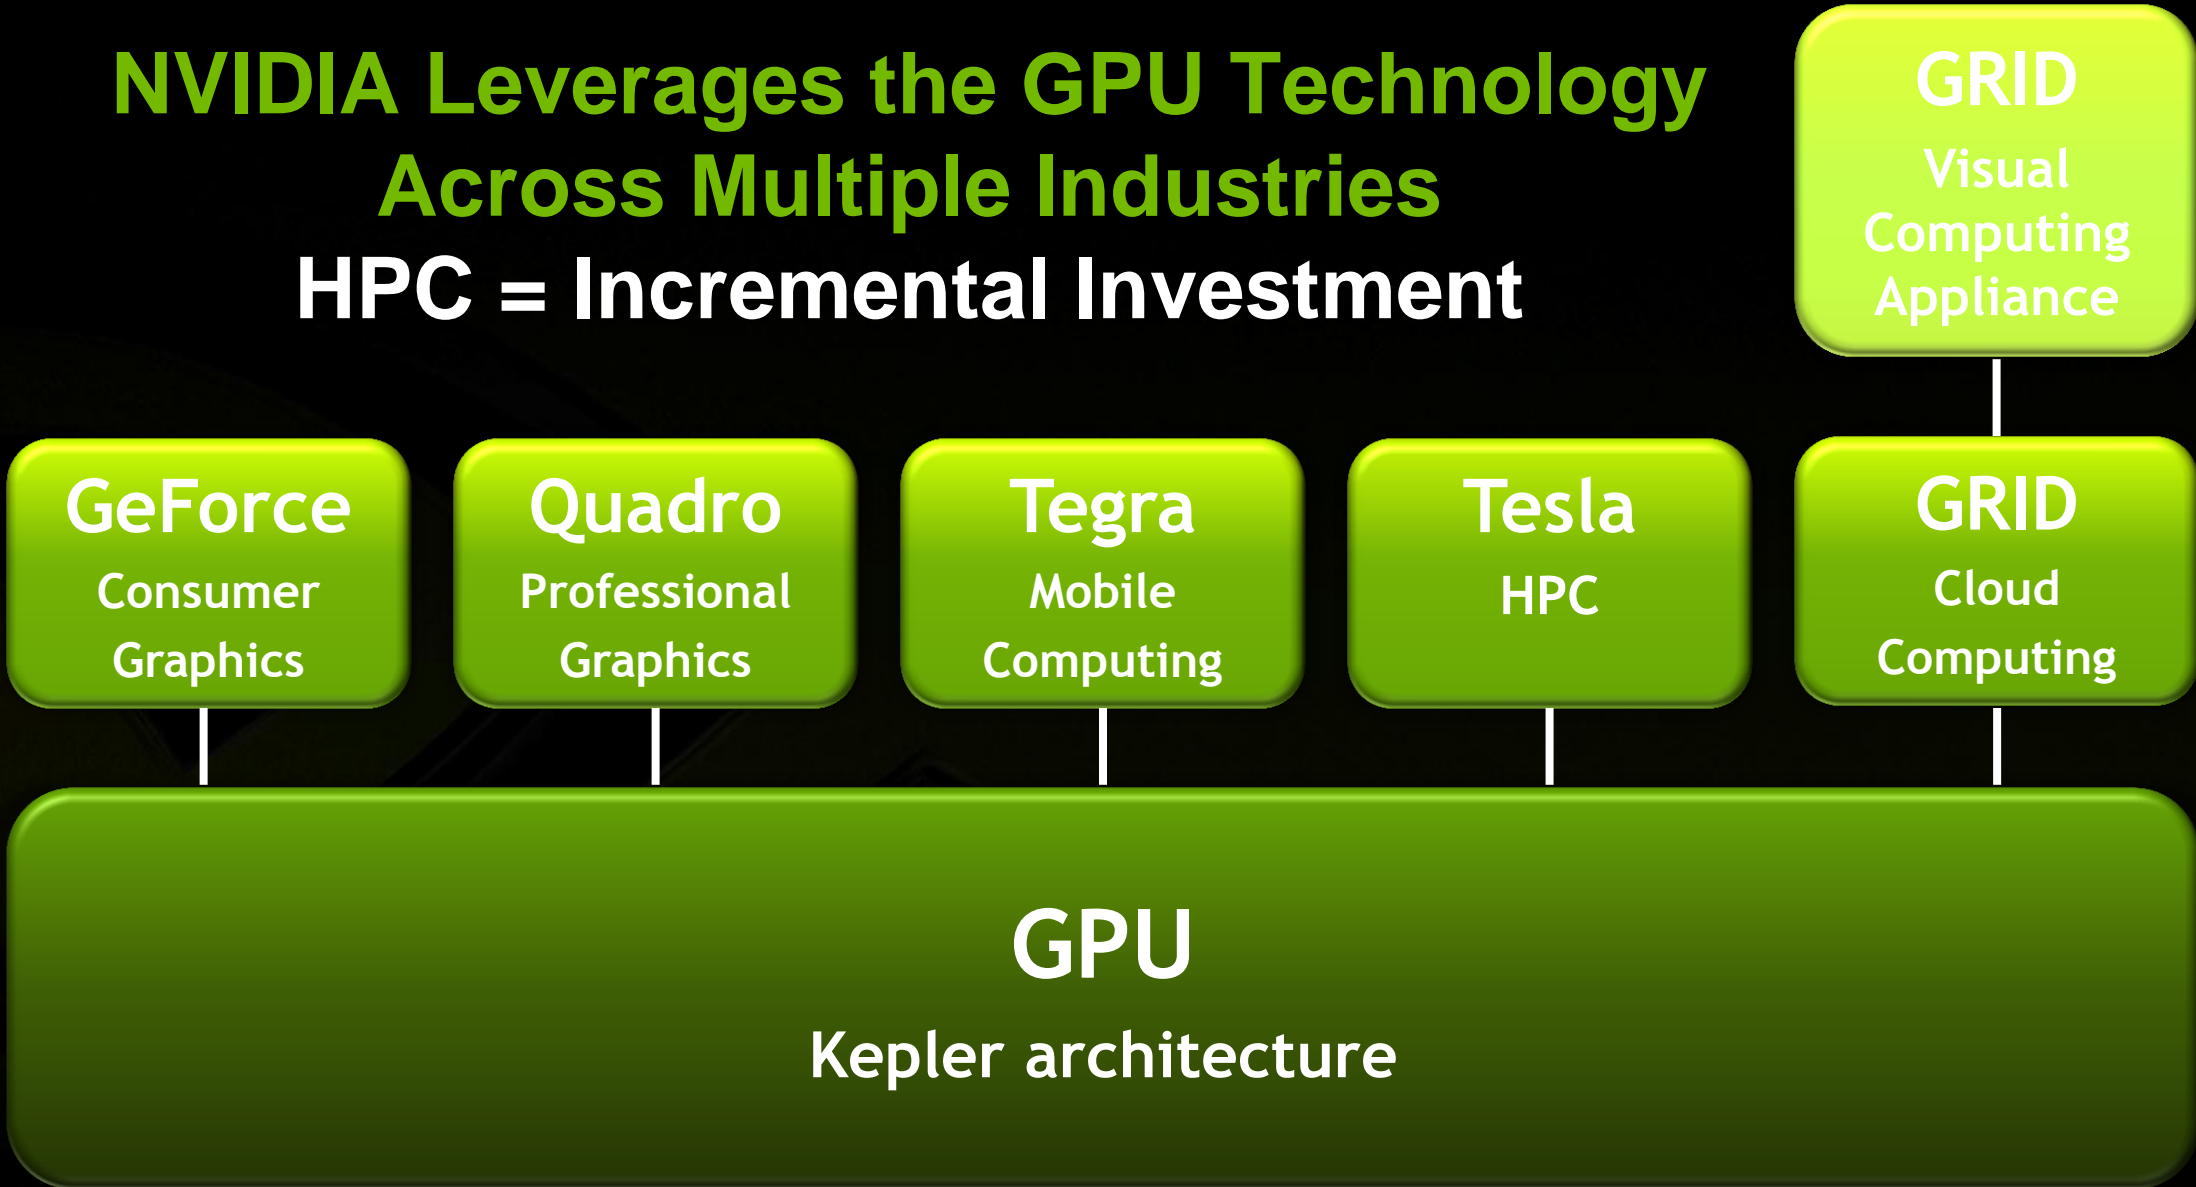 NVIDIA Leverages the GPU Technology
Across Multiple Industries
HPC = Incremental Investment
GRID
Visual
Computing
Appliance
GeForce
Consumer
Graphics
Quadro
Professional
Graphics
Tegra
Mobile
Computing
Tesla
HPC
GRID
Cloud
Computing
GPU
Kepler architecture